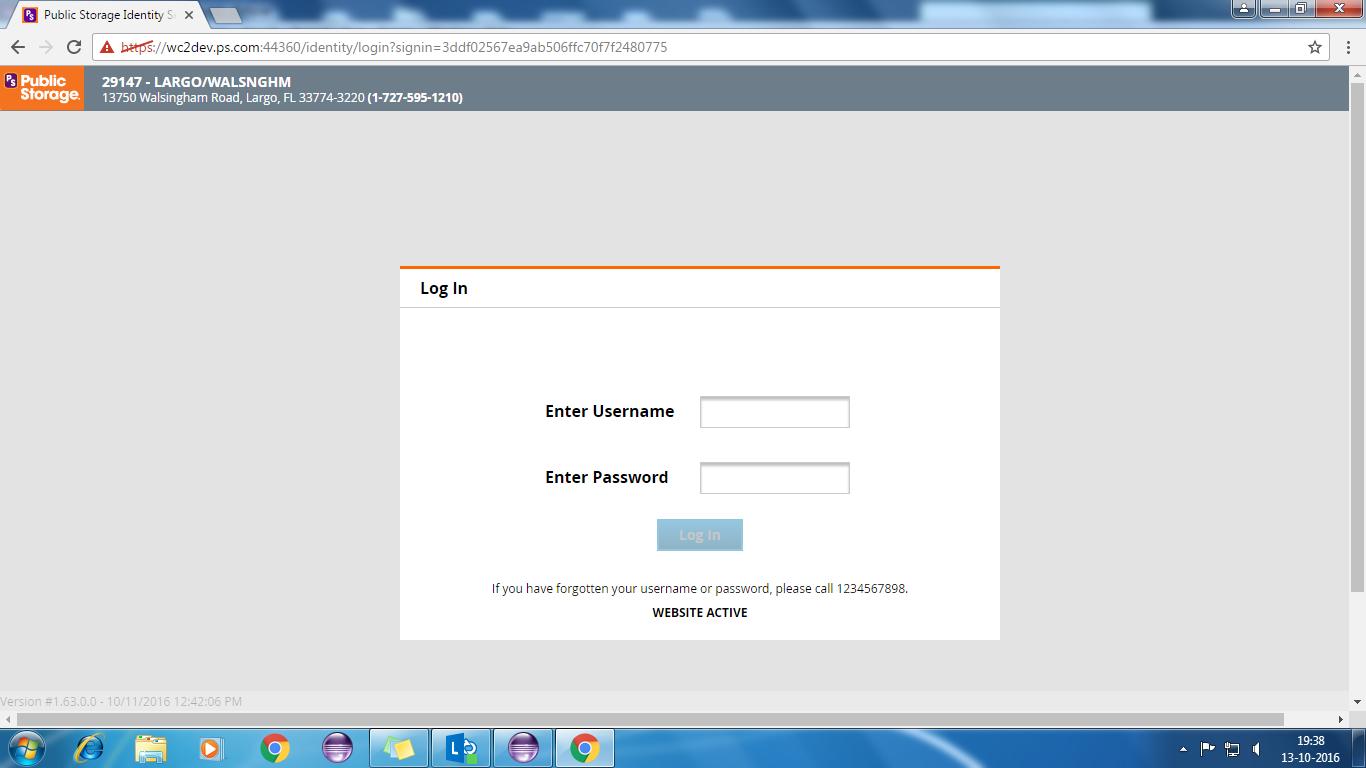 Public Storage Identity S
https://wc2dev.ps.com:44360/identity/login?signin=3ddf02567ea9ab506ffc70f7f2480775
PS Public Storage.
29147 - LARGO/WALSNGHM
13750 Walsingham Road, Largo, FL 33774-3220 (1-727-595-1210)
Log In
Enter Username
Enter Password
Log In
If you have forgotten your username or password, please call 1234567898.
WEBSITE ACTIVE
Version #1.63.0.0 - 10/11/2016 12:42:06 PM
19:38
13-10-2016